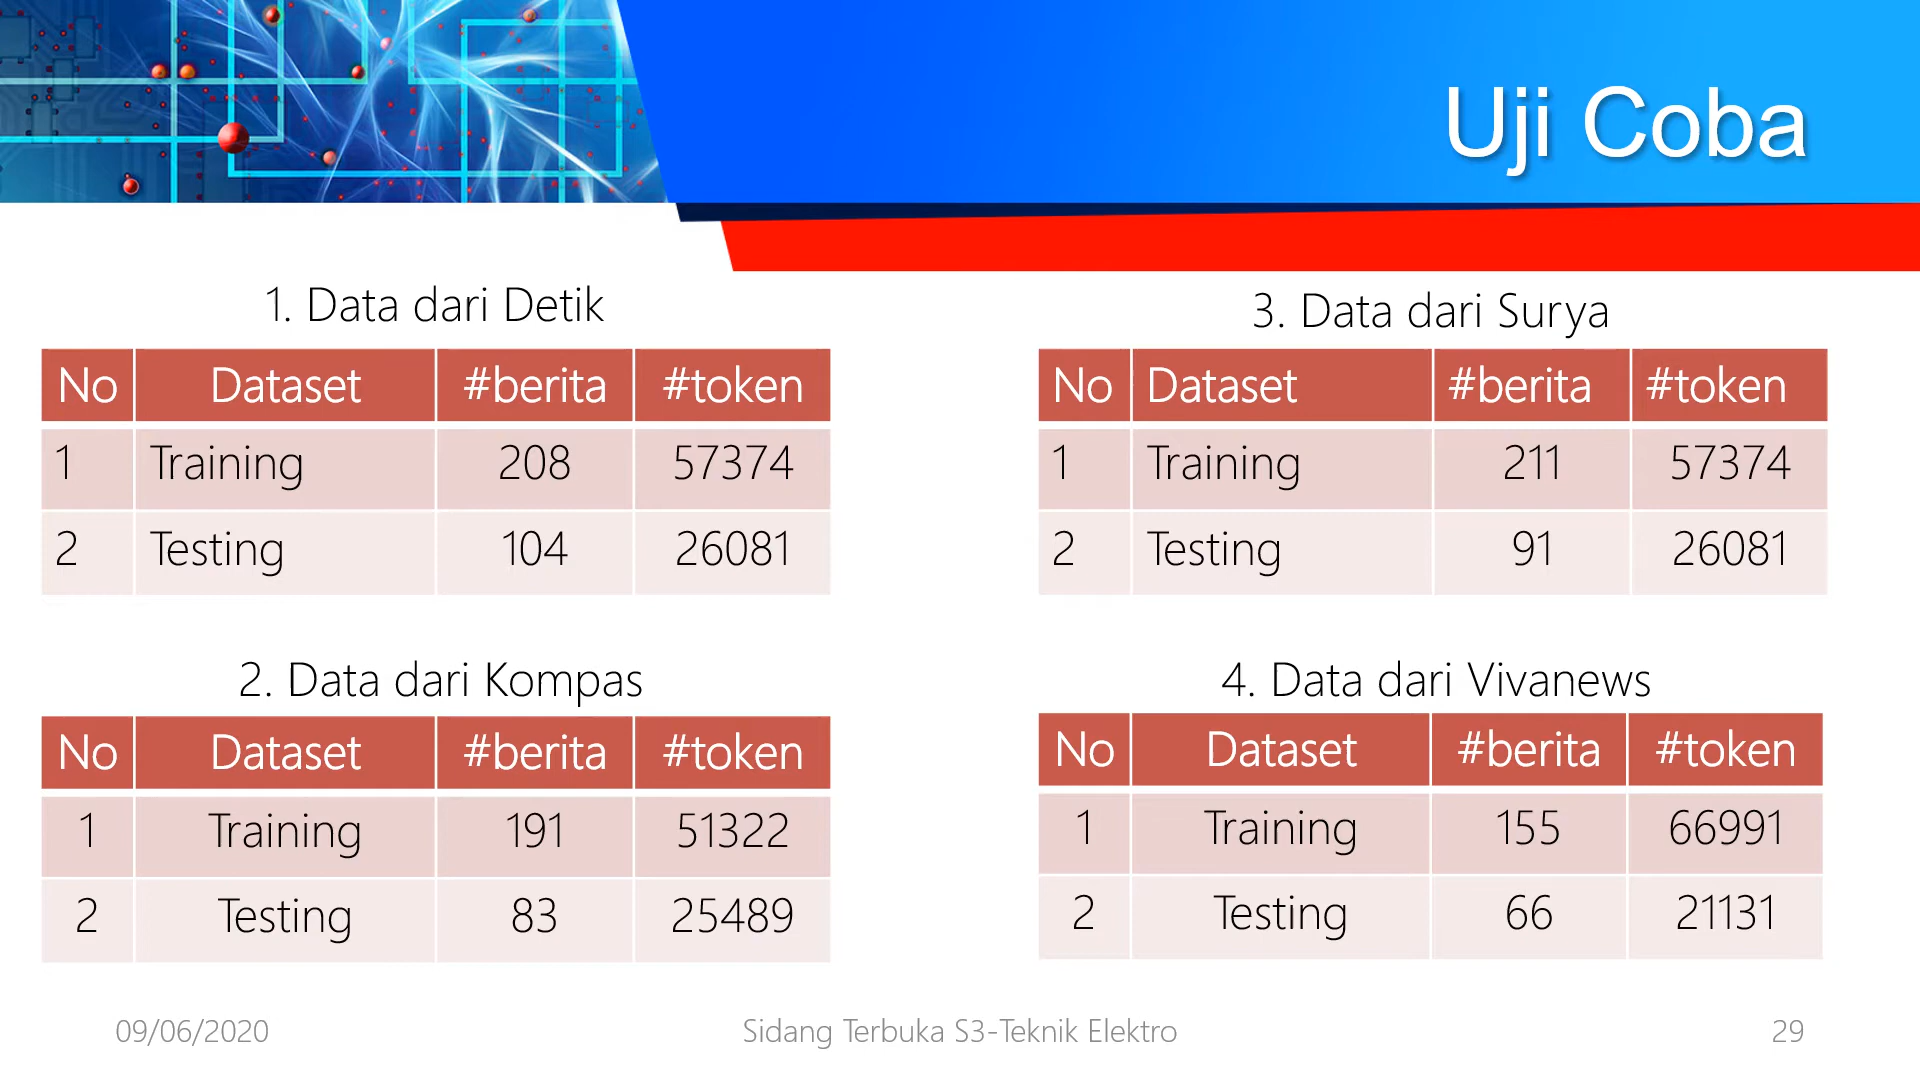 Uji Coba
1. Data dari Detik
No Dataset #berita #token
1 Training 208 57374
2 Testing 104 26081
2. Data dari Kompas
No Dataset #berita #token
1 Training 191 51322
2 Testing 83 25489
3. Data dari Surya
No Dataset #berita #token
1 Training 211 57374
2 Testing 91 26081
4. Data dari Vivanews
No Dataset #berita #token
1 Training 155 66991
2 Testing 66 21131
09/06/2020
Sidang Terbuka S3-Teknik Elektro
29